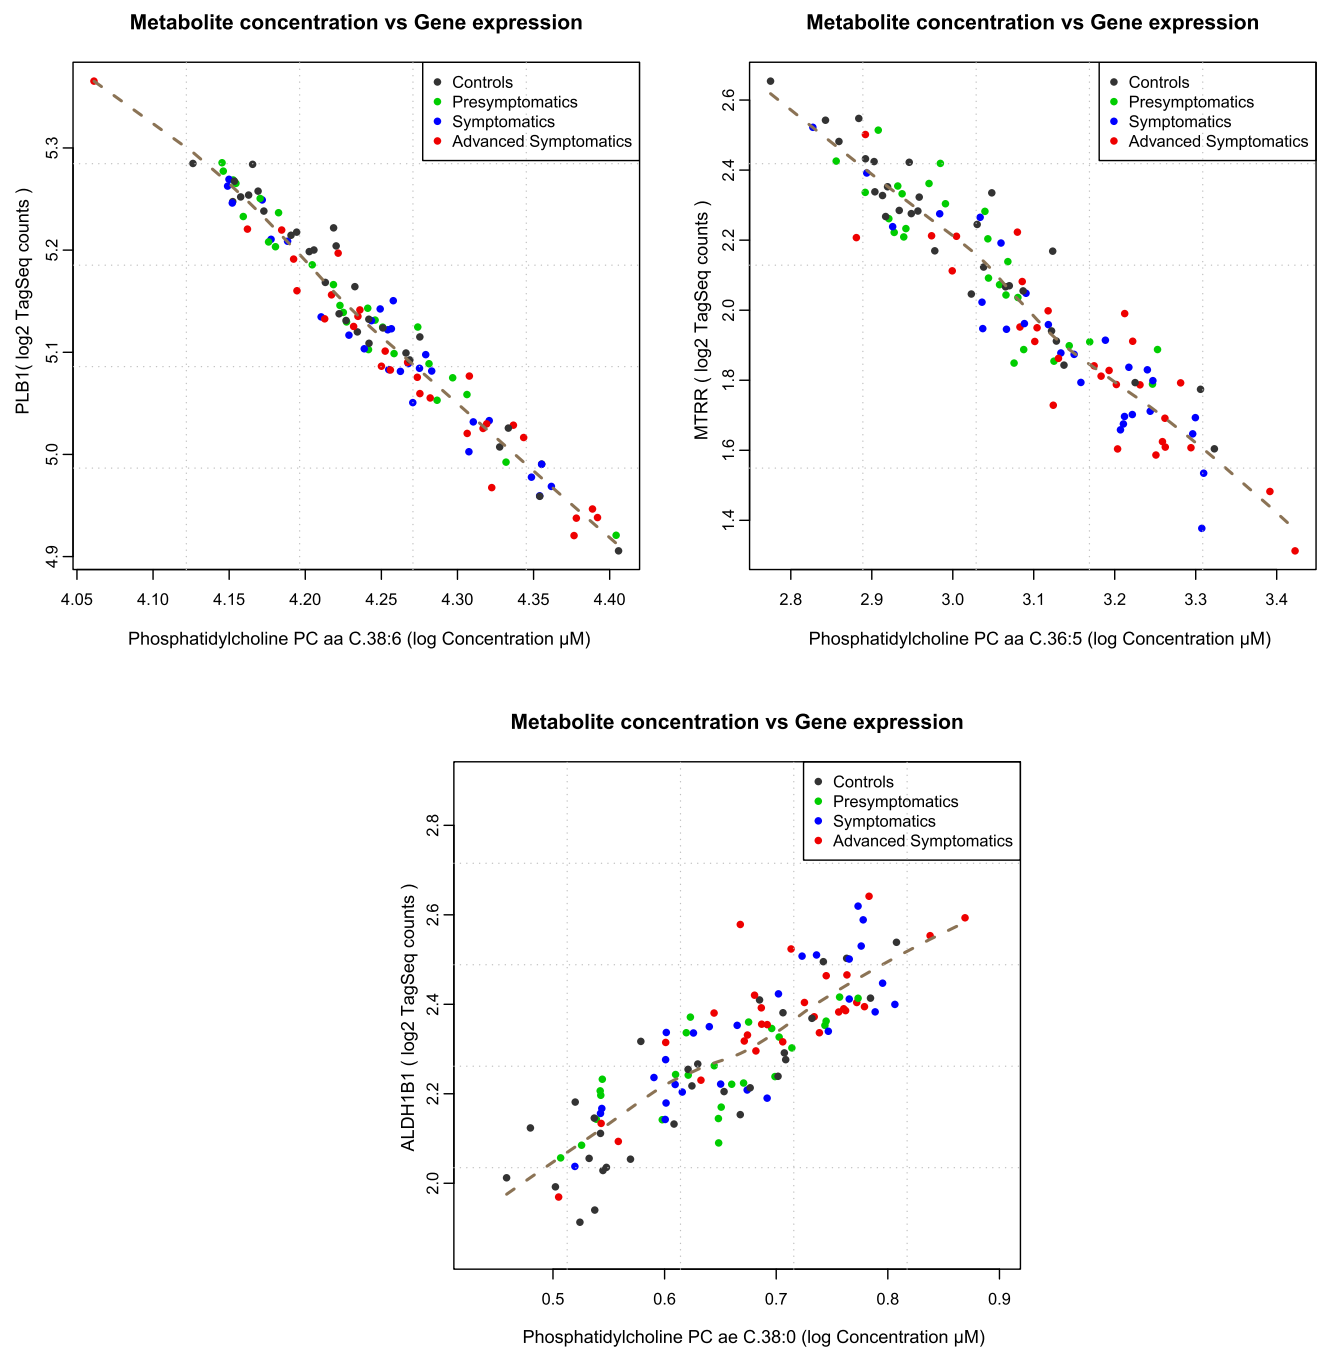 Metabolite concentration vs Gene expression
Controls
Presymptomatics
Symptomatics
Advanced Symptomatics
PLB1( log2 TagSeq counts )
5.3
5.2
5.1
5.0
4.9
4.05 4.10 4.15 4.20 4.25 4.30 4.35 4.40
Phosphatidylcholine PC aa C.38:6 (log Concentration µM)
Metabolite concentration vs Gene expression
Controls
Presymptomatics
Symptomatics
Advanced Symptomatics
MTRR ( log2 TagSeq counts )
2.6
2.4
2.2
2.0
1.8
1.6
1.4
2.8 2.9 3.0 3.1 3.2 3.3 3.4
Phosphatidylcholine PC aa C.36:5 (log Concentration µM)
Metabolite concentration vs Gene expression
Controls
Presymptomatics
Symptomatics
Advanced Symptomatics
ALDH1B1 ( log2 TagSeq counts )
2.8
2.6
2.4
2.2
2.0
0.5 0.6 0.7 0.8 0.9
Phosphatidylcholine PC ae C.38:0 (log Concentration µM)